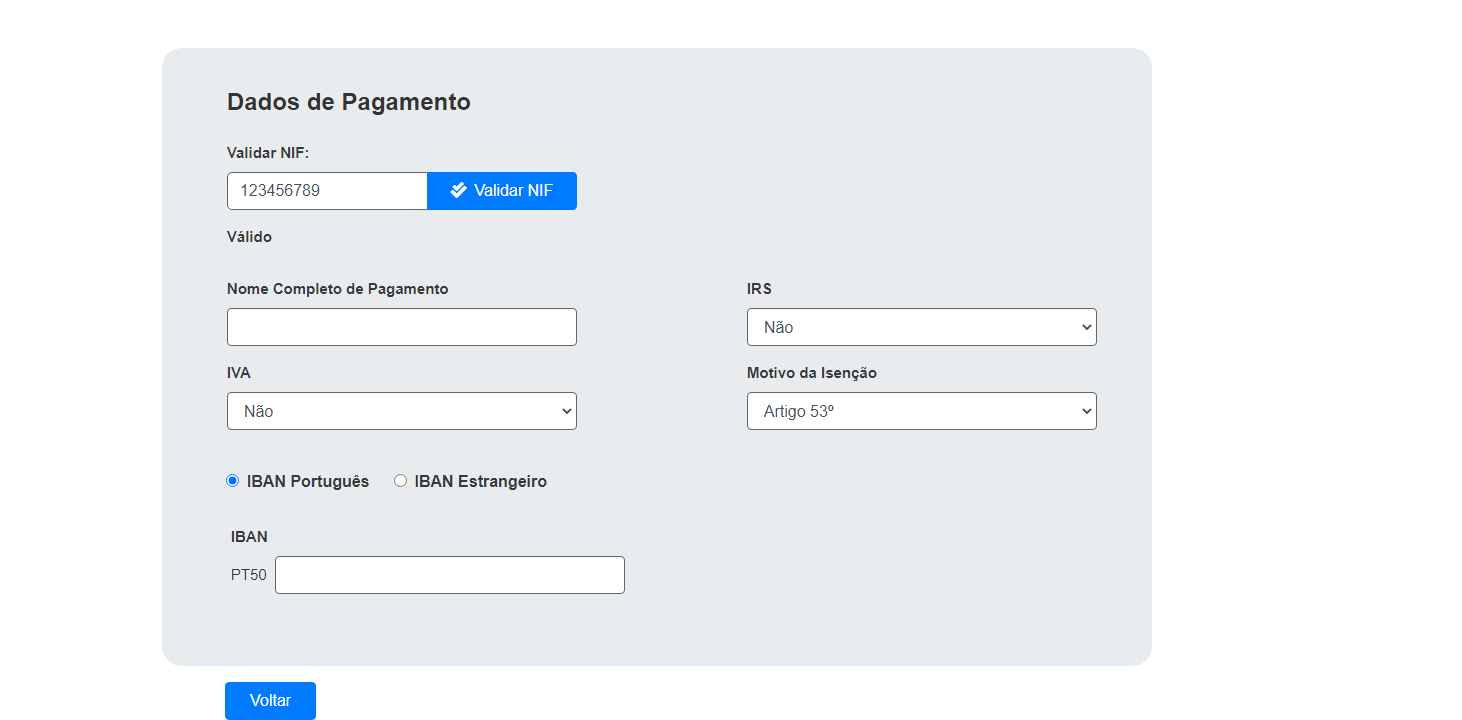 Dados de Pagamento
Validar NIF:
123456789 Validar NIF
Válido
Nome Completo de Pagamento IRS
Não
IVA Motivo da Isenção
Não Artigo 53º
IBAN Português IBAN Estrangeiro
IBAN
PT50
Voltar